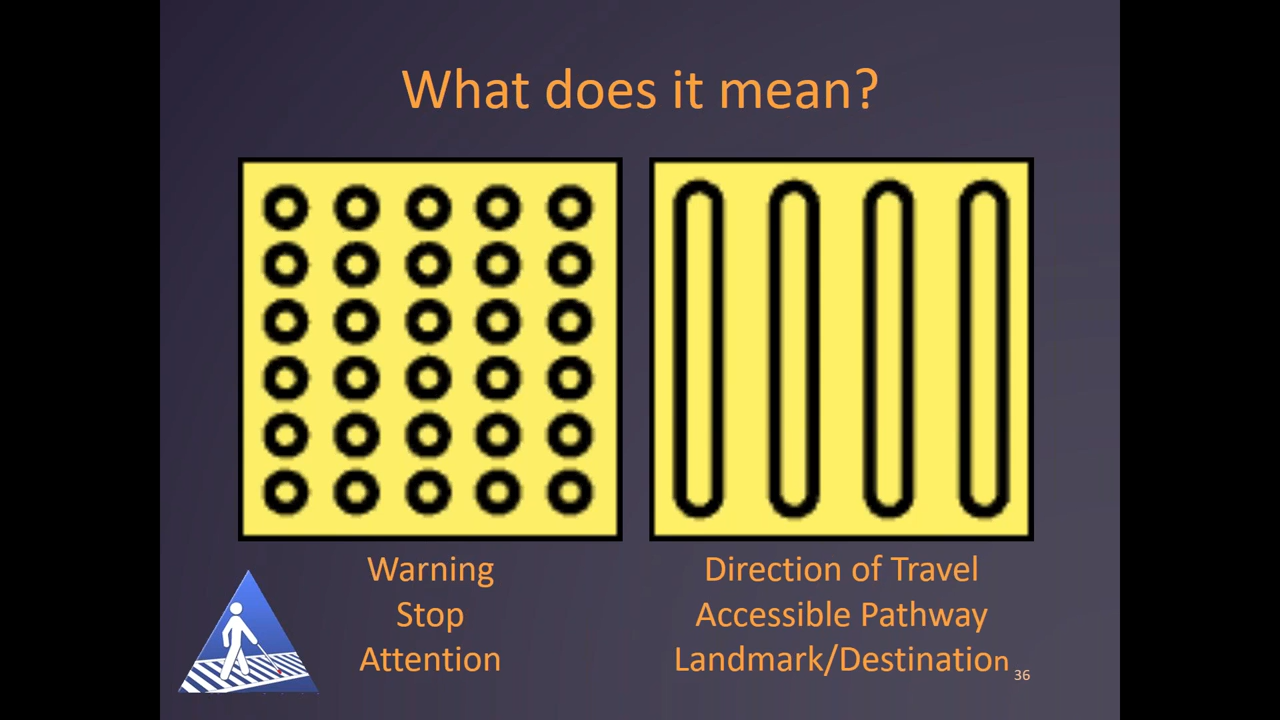 What does it mean?
Warning
Stop
Attention
Direction of Travel
Accessible Pathway
Landmark/Destination
36